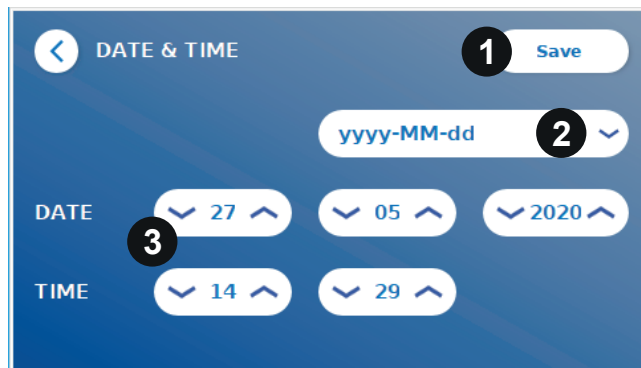 DATE & TIME 1 Save
yyyy-MM-dd 2
DATE 27 05 2020
3
TIME 14 29